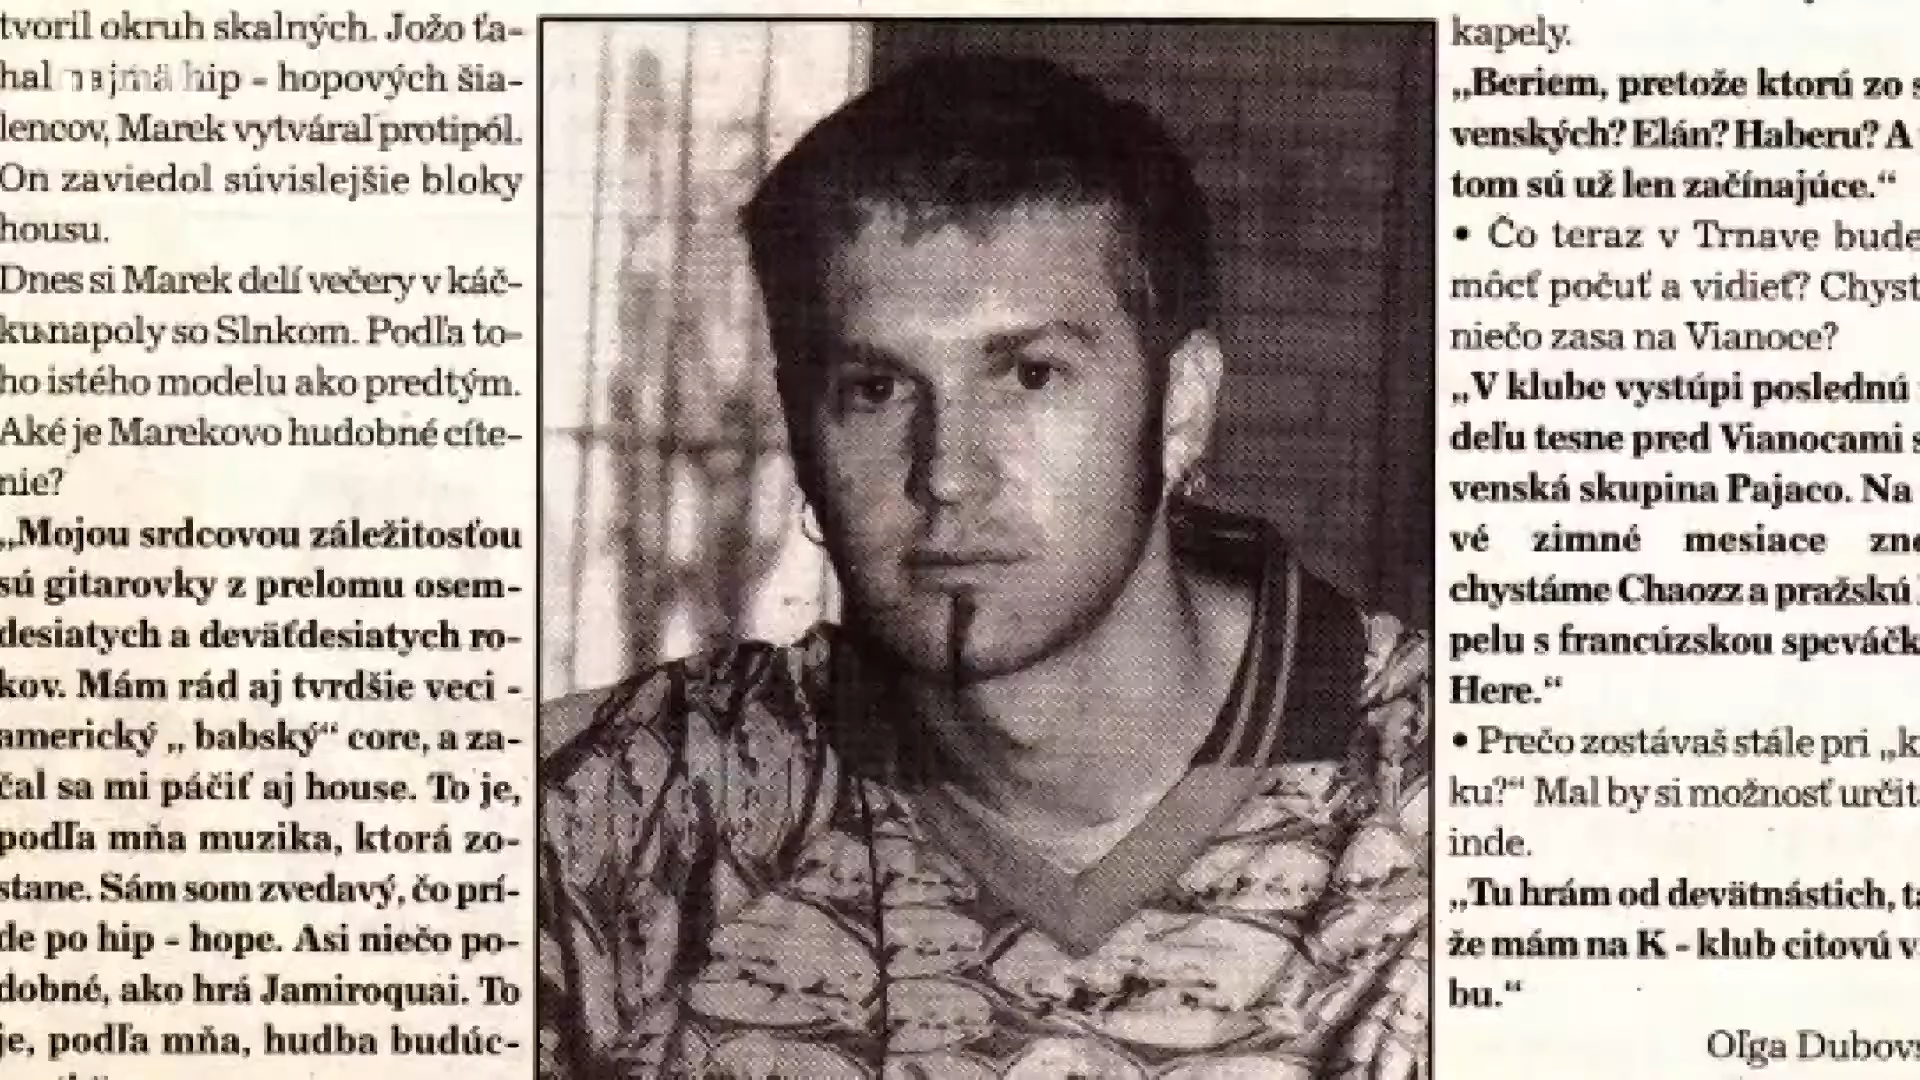 tvoril okruh skalných. Jožo ťa-
hal najmä hip - hopových šia-
lencov, Marek vytváral protipól.
On zaviedol súvislejšie bloky
housu.
Dnes si Marek delí večery v káč-
ku napoly so Slnkom. Podľa to-
ho istého modelu ako predtým.
Aké je Marekovo hudobné cíte-
nie?
„Mojou srdcovou záležitosťou
sú gitarovky z prelomu osem-
desiatych a deväťdesiatych ro-
kov. Mám rád aj tvrdšie veci -
americký „ babský“ core, a za-
čal sa mi páčiť aj house. To je,
podľa mňa muzika, ktorá zo-
stane. Sám som zvedavý, čo prí-
de po hip - hope. Asi niečo po-
dobné, ako hrá Jamiroquai. To
je, podľa mňa, hudba budúc-
kapely.
„Beriem, pretože ktorú zo s
venských? Elán? Haberu? A
tom sú už len začínajúce.“
• Čo teraz v Trnave bude
môcť počuť a vidieť? Chyst
niečo zasa na Vianoce?
„V klube vystúpi poslednú
deľu tesne pred Vianocami s
venská skupina Pajaco. Na
vé zimné mesiace zne
chystáme Chaozz a pražskú
pelu s francúzskou speváčk
Here.“
• Prečo zostávaš stále pri „k
ku?“ Mal by si možnosť určit
inde.
„Tu hrám od devätnástich, ta
že mám na K - klub citovú v
bu.“
Oľga Dubovs